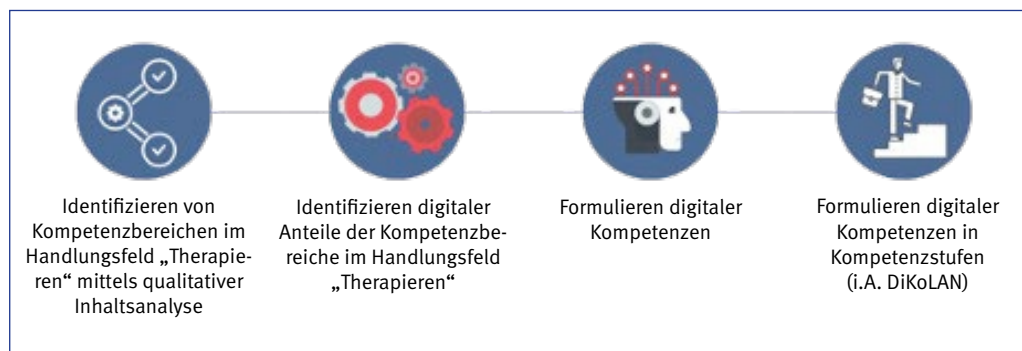 Identifizieren von
Kompetenzbereichen im
Handlungsfeld „Therapie-
ren“ mittels qualitativer
Inhaltsanalyse
Identifizieren digitaler
Anteile der Kompetenzbe-
reiche im Handlungsfeld
„Therapieren“
Formulieren digitaler
Kompetenzen
Formulieren digitaler
Kompetenzen in
Kompetenzstufen
(i.A. DiKoLAN)